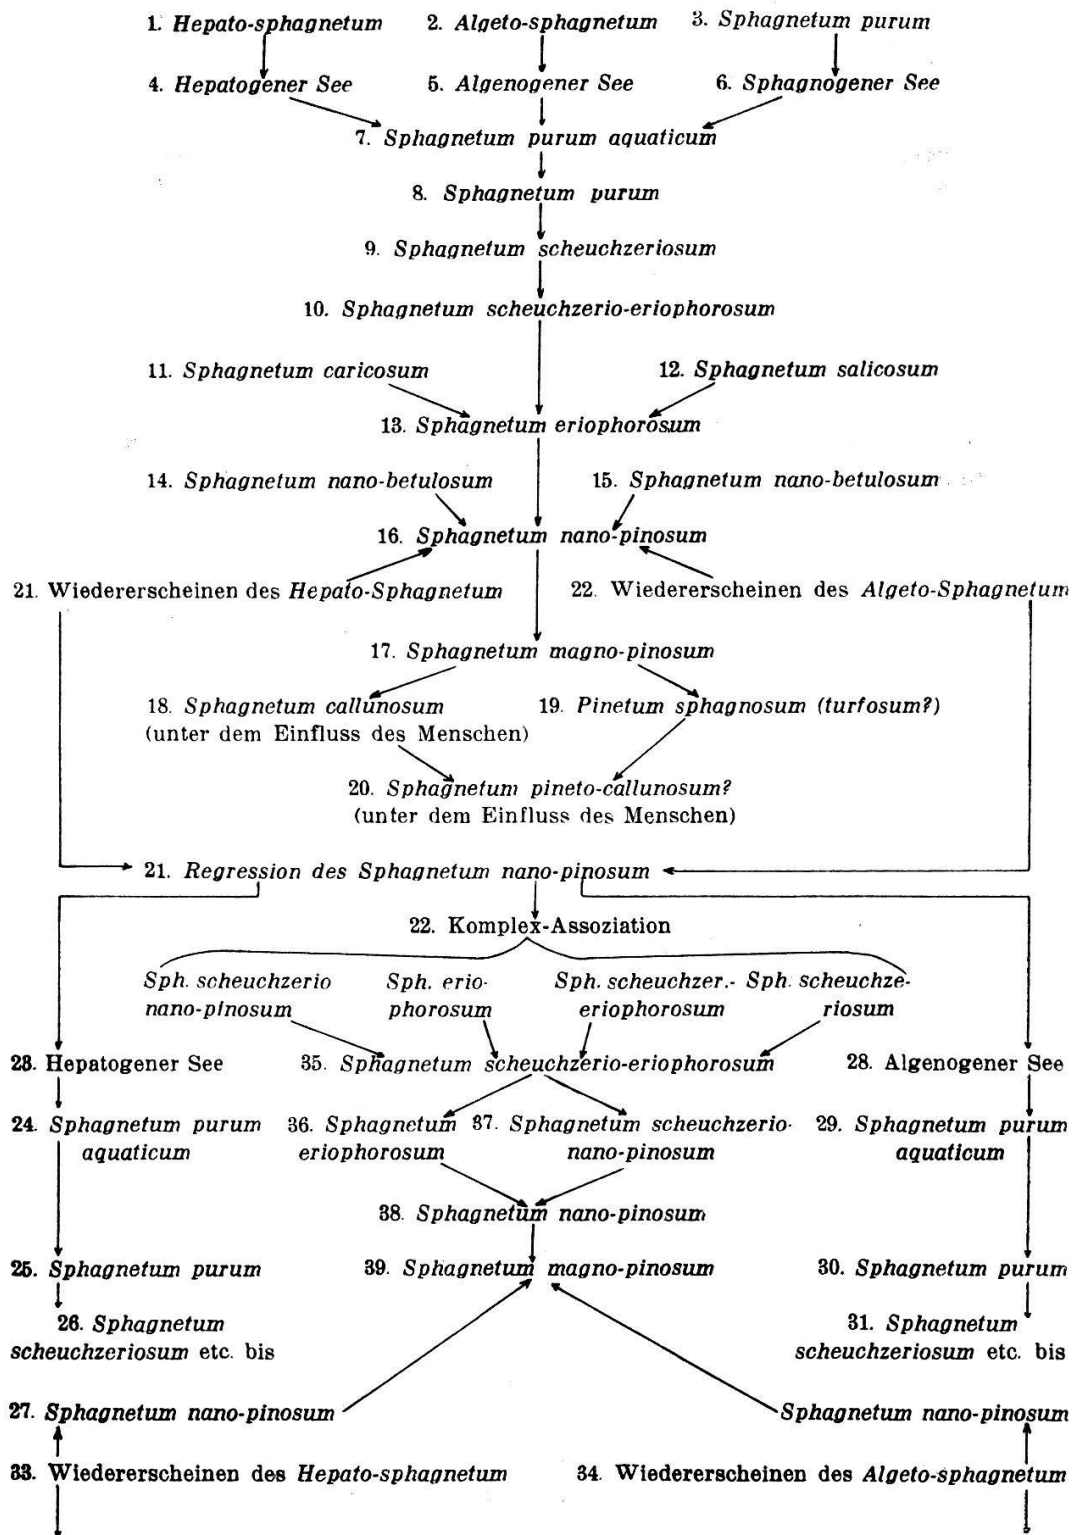 1. Hepato-sphagnetum 2. Algeto-sphagnetum 3. Sphagnetum purum
4. Hepatogener See 5. Algenogener See 6. Sphagnogener See
7. Sphagnetum purum aquaticum
8. Sphagnetum purum
9. Sphagnetum scheuchzeriosum
10. Sphagnetum scheuchzerio-eriophorosum
11. Sphagnetum caricosum 12. Sphagnetum salicosum
13. Sphagnetum eriophorosum
14. Sphagnetum nano-betulosum 15. Sphagnetum nano-betulosum
16. Sphagnetum nano-pinosum
21. Wiedererscheinen des Hepato-Sphagnetum 22. Wiedererscheinen des Algeto-Sphagnetum
17. Sphagnetum magno-pinosum
18. Sphagnetum callunosum 19. Pinetum sphagnosum (turfosum?)
(unter dem Einfluss des Menschen)
20. Sphagnetum pineto-callunosum?
(unter dem Einfluss des Menschen)
21. Regression des Sphagnetum nano-pinosum
22. Komplex-Assoziation
Sph. scheuchzerio Sph. erio- Sph. scheuchzer.- Sph. scheuchze-
nano-pinosum phorosum eriophorosum riosum
23. Hepatogener See 35. Sphagnetum scheuchzerio-eriophorosum 28. Algenogener See
24. Sphagnetum purum 36. Sphagnetum 37. Sphagnetum scheuchzerio- 29. Sphagnetum purum
aquaticum eriophorosum nano-pinosum aquaticum
38. Sphagnetum nano-pinosum
25. Sphagnetum purum 39. Sphagnetum magno-pinosum 30. Sphagnetum purum
26. Sphagnetum 31. Sphagnetum
scheuchzeriosum etc. bis scheuchzeriosum etc. bis
27. Sphagnetum nano-pinosum Sphagnetum nano-pinosum
33. Wiedererscheinen des Hepato-sphagnetum 34. Wiedererscheinen des Algeto-sphagnetum